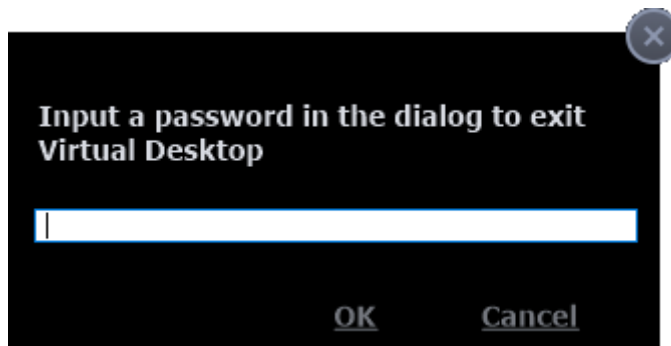 Input a password in the dialog to exit
Virtual Desktop
OK Cancel